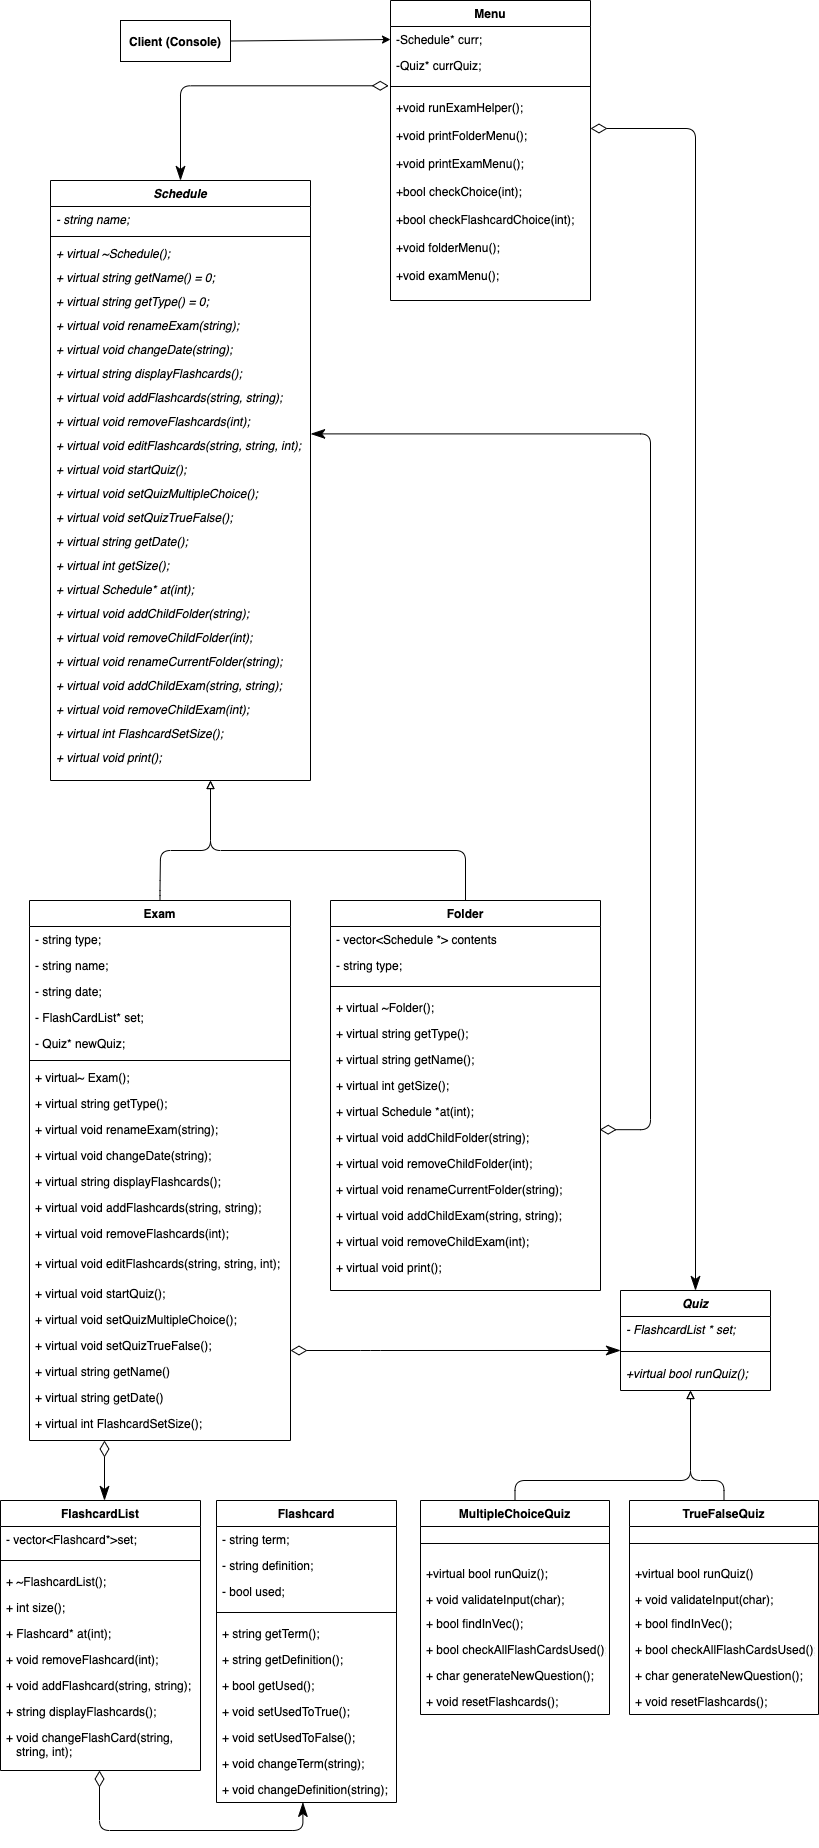 Client (Console)
Menu
-Schedule* curr;
-Quiz* currQuiz;
+void runExamHelper();
+void printFolderMenu();
+void printExamMenu();
+bool checkChoice(int);
+bool checkFlashcardChoice(int);
+void folderMenu();
+void examMenu();
Schedule
- string name;
+ virtual ~Schedule();
+ virtual string getName() = 0;
+ virtual string getType() = 0;
+ virtual void renameExam(string);
+ virtual void changeDate(string);
+ virtual string displayFlashcards();
+ virtual void addFlashcards(string, string);
+ virtual void removeFlashcards(int);
+ virtual void editFlashcards(string, string, int);
+ virtual void startQuiz();
+ virtual void setQuizMultipleChoice();
+ virtual void setQuizTrueFalse();
+ virtual string getDate();
+ virtual int getSize();
+ virtual Schedule* at(int);
+ virtual void addChildFolder(string);
+ virtual void removeChildFolder(int);
+ virtual void renameCurrentFolder(string);
+ virtual void addChildExam(string, string);
+ virtual void removeChildExam(int);
+ virtual int FlashcardSetSize();
+ virtual void print();
Exam
- string type;
- string name;
- string date;
- FlashCardList* set;
- Quiz* newQuiz;
+ virtual~ Exam();
+ virtual string getType();
+ virtual void renameExam(string);
+ virtual void changeDate(string);
+ virtual string displayFlashcards();
+ virtual void addFlashcards(string, string);
+ virtual void removeFlashcards(int);
+ virtual void editFlashcards(string, string, int);
+ virtual void startQuiz();
+ virtual void setQuizMultipleChoice();
+ virtual void setQuizTrueFalse();
+ virtual string getName()
+ virtual string getDate()
+ virtual int FlashcardSetSize();
Folder
- vector<Schedule *> contents
- string type;
+ virtual ~Folder();
+ virtual string getType();
+ virtual string getName();
+ virtual int getSize();
+ virtual Schedule *at(int);
+ virtual void addChildFolder(string);
+ virtual void removeChildFolder(int);
+ virtual void renameCurrentFolder(string);
+ virtual void addChildExam(string, string);
+ virtual void removeChildExam(int);
+ virtual void print();
Quiz
- FlashcardList * set;
+virtual bool runQuiz();
FlashcardList
- vector<Flashcard*>set;
+ ~FlashcardList();
+ int size();
+ Flashcard* at(int);
+ void removeFlashcard(int);
+ void addFlashcard(string, string);
+ string displayFlashcards();
+ void changeFlashCard(string,
string, int);
Flashcard
- string term;
- string definition;
- bool used;
+ string getTerm();
+ string getDefinition();
+ bool getUsed();
+ void setUsedToTrue();
+ void setUsedToFalse();
+ void changeTerm(string);
+ void changeDefinition(string);
MultipleChoiceQuiz
+virtual bool runQuiz();
+ void validateInput(char);
+ bool findInVec();
+ bool checkAllFlashCardsUsed()
+ char generateNewQuestion();
+ void resetFlashcards();
TrueFalseQuiz
+virtual bool runQuiz()
+ void validateInput(char);
+ bool findInVec();
+ bool checkAllFlashCardsUsed()
+ char generateNewQuestion();
+ void resetFlashcards();